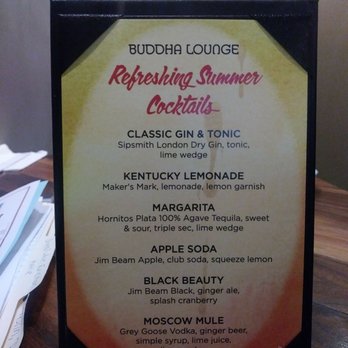 BUDDHA LOUNGE
Refreshing Summer
Cocktails
CLASSIC GIN & TONIC
Sipsmith London Dry Gin, tonic,
lime wedge
KENTUCKY LEMONADE
Maker's Mark, lemonade, lemon garnish
MARGARITA
Hornitos Plata 100% Agave Tequila, sweet
& sour, triple sec, lime wedge
APPLE SODA
Jim Beam Apple, club soda, squeeze lemon
BLACK BEAUTY
Jim Beam Black, ginger ale,
splash cranberry
MOSCOW MULE
Grey Goose Vodka, ginger beer,
simple syrup, lime juice,